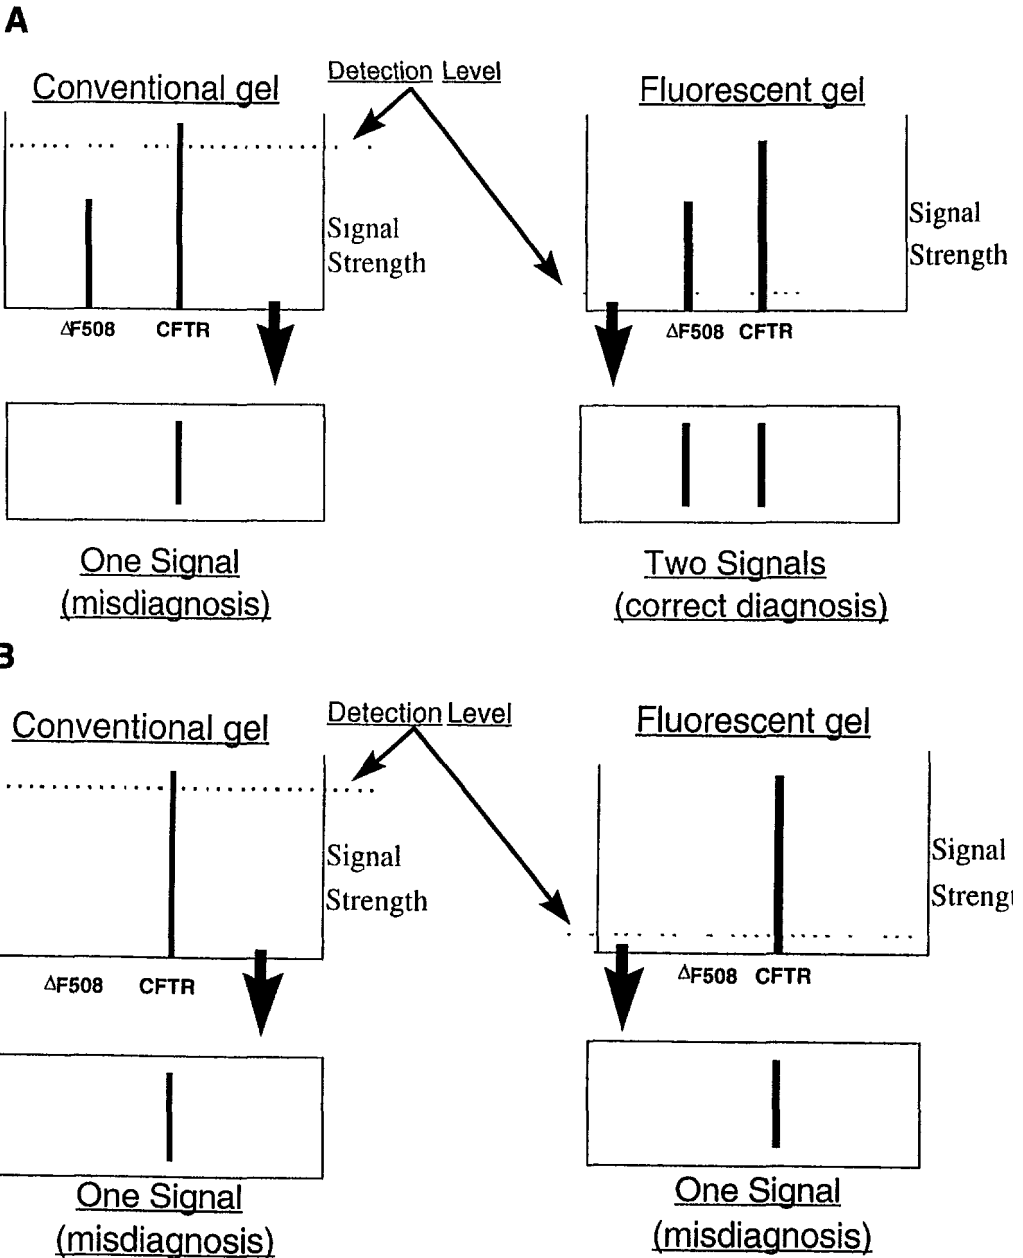 A
Detection Level
Conventional gel
Fluorescent gel
Signal
Strength
Signal
Strength
ΔF508 CFTR
ΔF508 CFTR
One Signal
(misdiagnosis)
Two Signals
(correct diagnosis)
B
Detection Level
Conventional gel
Fluorescent gel
Signal
Strength
Signal
Strengt
ΔF508 CFTR
ΔF508 CFTR
One Signal
(misdiagnosis)
One Signal
(misdiagnosis)